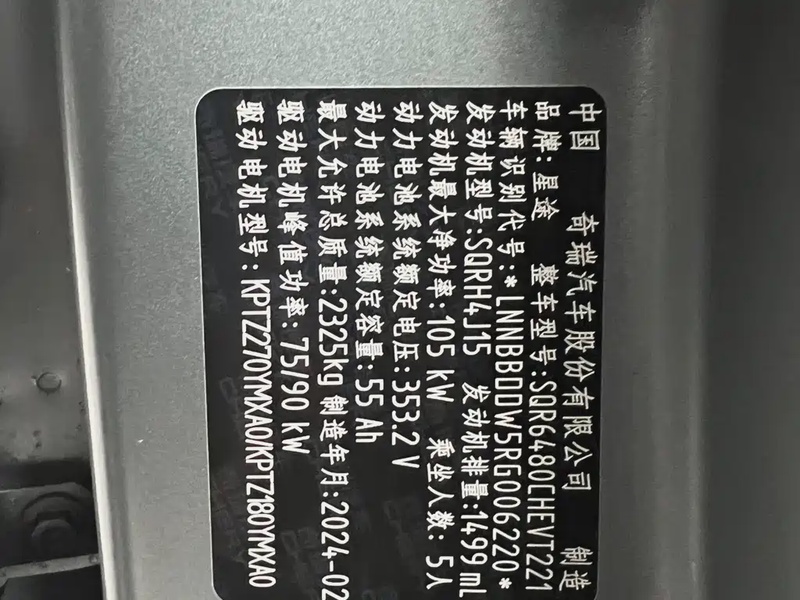 中国 奇瑞汽车股份有限公司 制造
品牌:星途 整车型号:SQR6480CHEVT221
车辆识别代号:*LNNBBDDW5RG006220*
发动机型号:SQRH4J15 发动机排量:1499 ml
发动机最大净功率:105 kW 乘坐人数:5人
动力电池系统额定电压:353.2 V
动力电池系统额定容量:55 Ah
最大允许总质量:2325kg 制造年月:2024-02
驱动电机峰值功率:75/90 kW
驱动电机型号:KPTZ270YMXA0/KPTZ180YMXA0